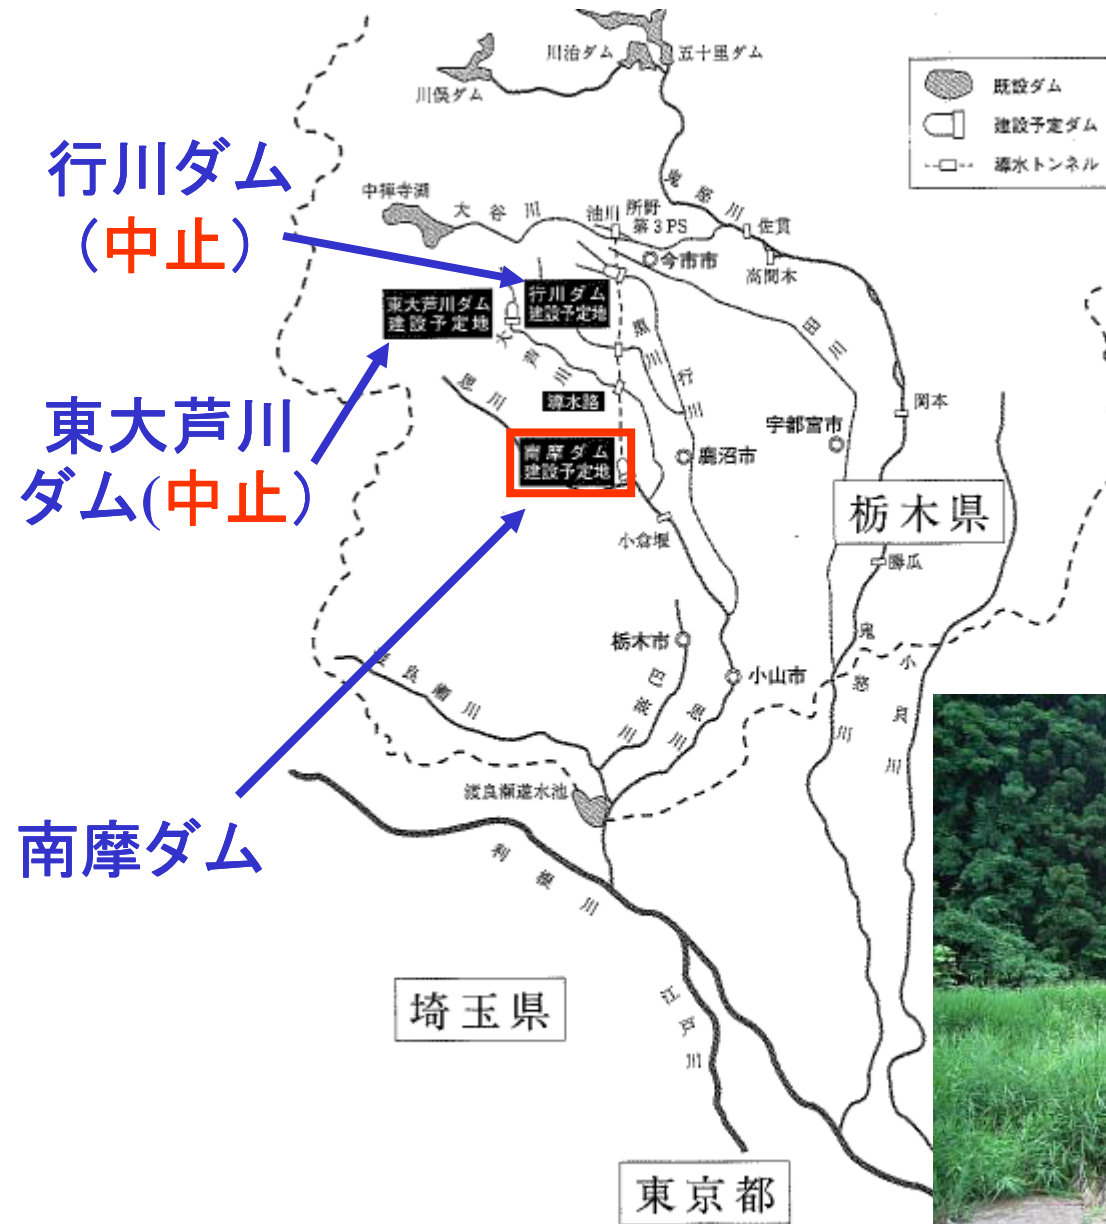 川治ダム
五十里ダム
川俣ダム
既設ダム
建設予定ダム
導水トンネル
行川ダム
(中止)
中禅寺湖
大谷川
油川
所野
第3PS
鬼怒川
佐貫
今市市
高間本
東大芦川ダム
建設予定地
行川ダム
建設予定地
大芦川
黒川
行川
田川
思川
導水路
岡本
東大芦川
ダム(中止)
宇都宮市
鹿沼市
南摩ダム
建設予定地
栃木県
小倉堰
勝瓜
栃木市
小山市
鬼怒川
小貝川
渡良瀬川
巴波川
思川
渡良瀬遊水池
南摩ダム
利根川
江戸川
埼玉県
東京都